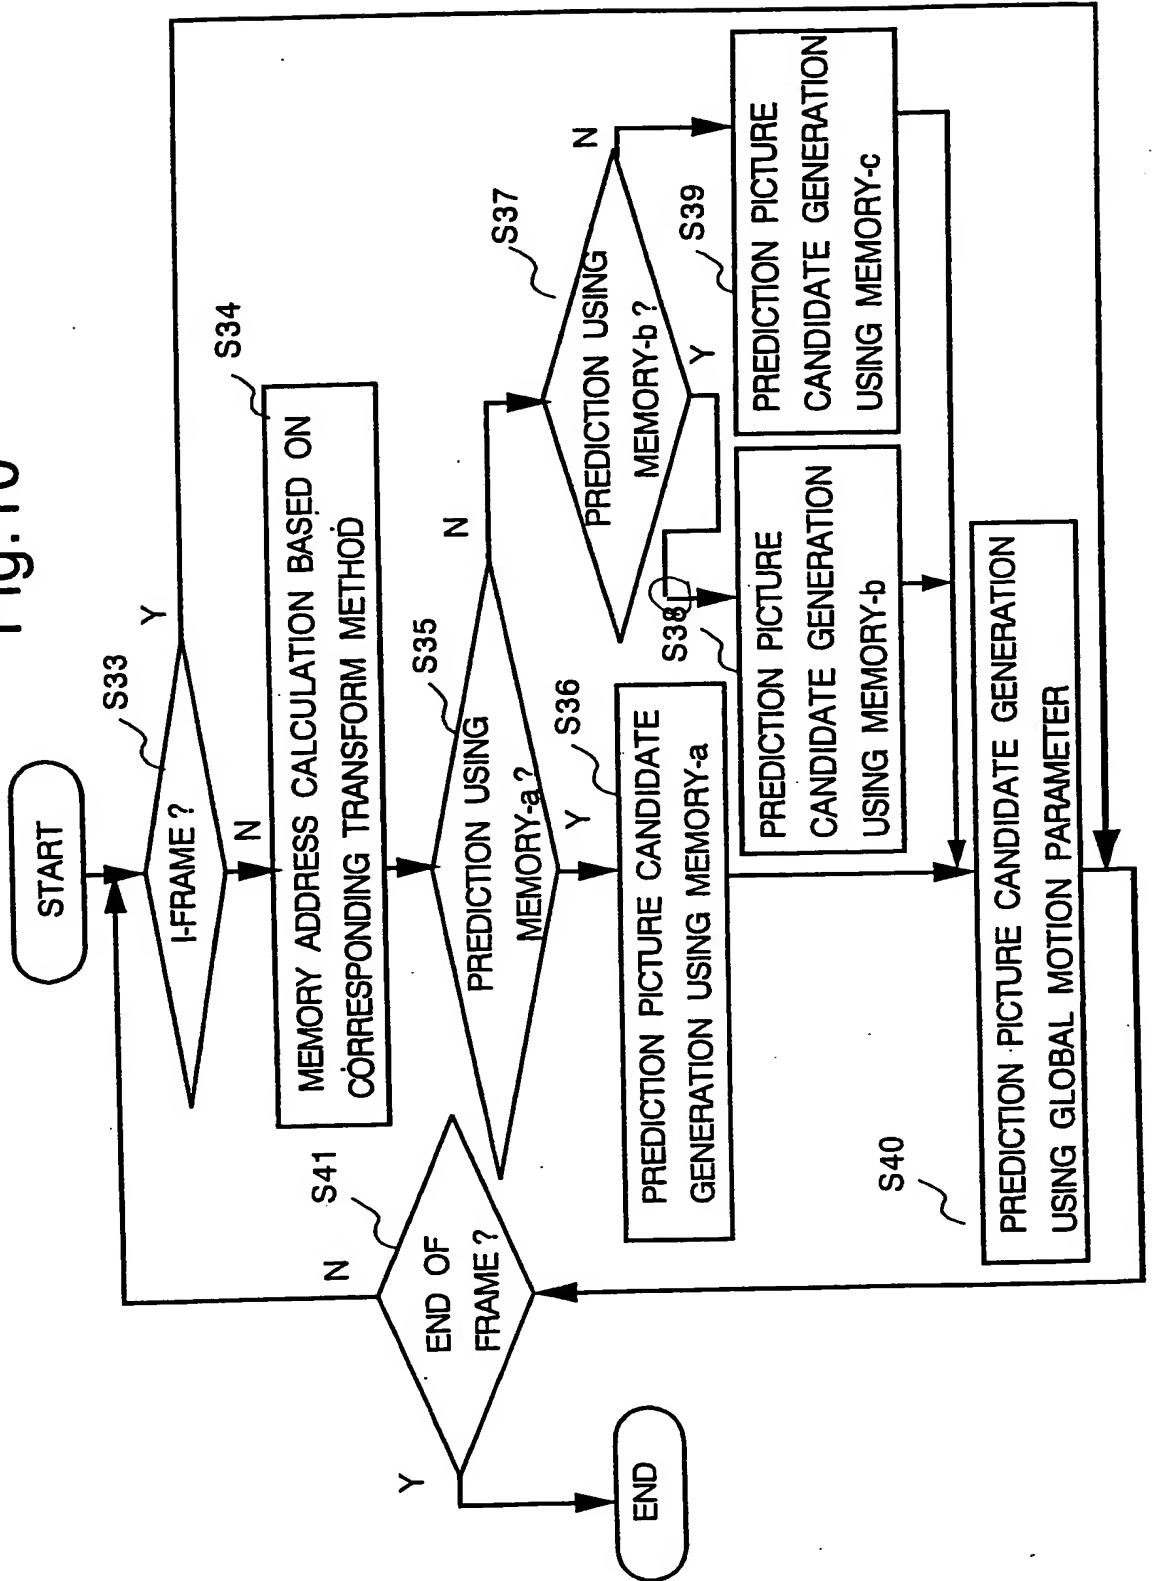 START
S33
I-FRAME ?
Y
N
S34
MEMORY ADDRESS CALCULATION BASED ON
CORRESPONDING TRANSFORM METHOD
S35
PREDICTION USING
MEMORY-a ?
N
Y
S36
PREDICTION PICTURE CANDIDATE
GENERATION USING MEMORY-a
S37
PREDICTION USING
MEMORY-b ?
N
Y
S38
PREDICTION PICTURE
CANDIDATE GENERATION
USING MEMORY-b
S39
PREDICTION PICTURE
CANDIDATE GENERATION
USING MEMORY-c
S40
PREDICTION PICTURE CANDIDATE GENERATION
USING GLOBAL MOTION PARAMETER
S41
END OF
FRAME ?
N
Y
END